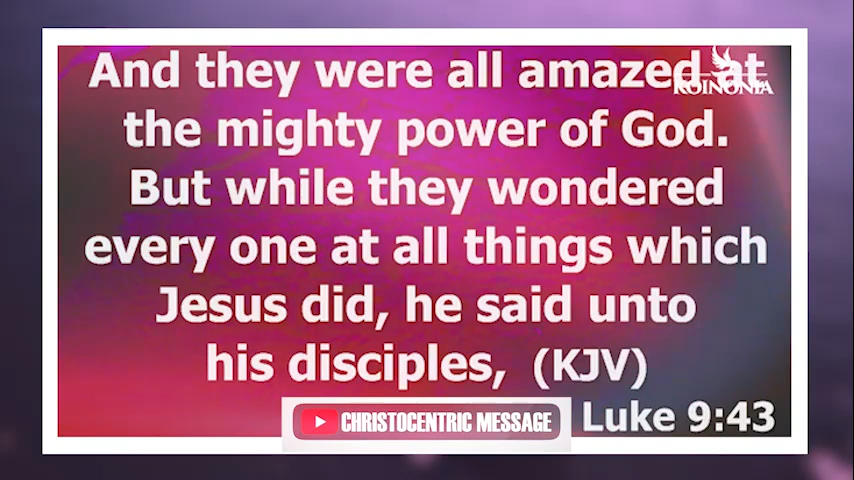 And they were all amazed at
KOINONIA
the mighty power of God.
But while they wondered
every one at all things which
Jesus did, he said unto
his disciples, (KJV)
CHRISTOCENTRIC MESSAGE
Luke 9:43